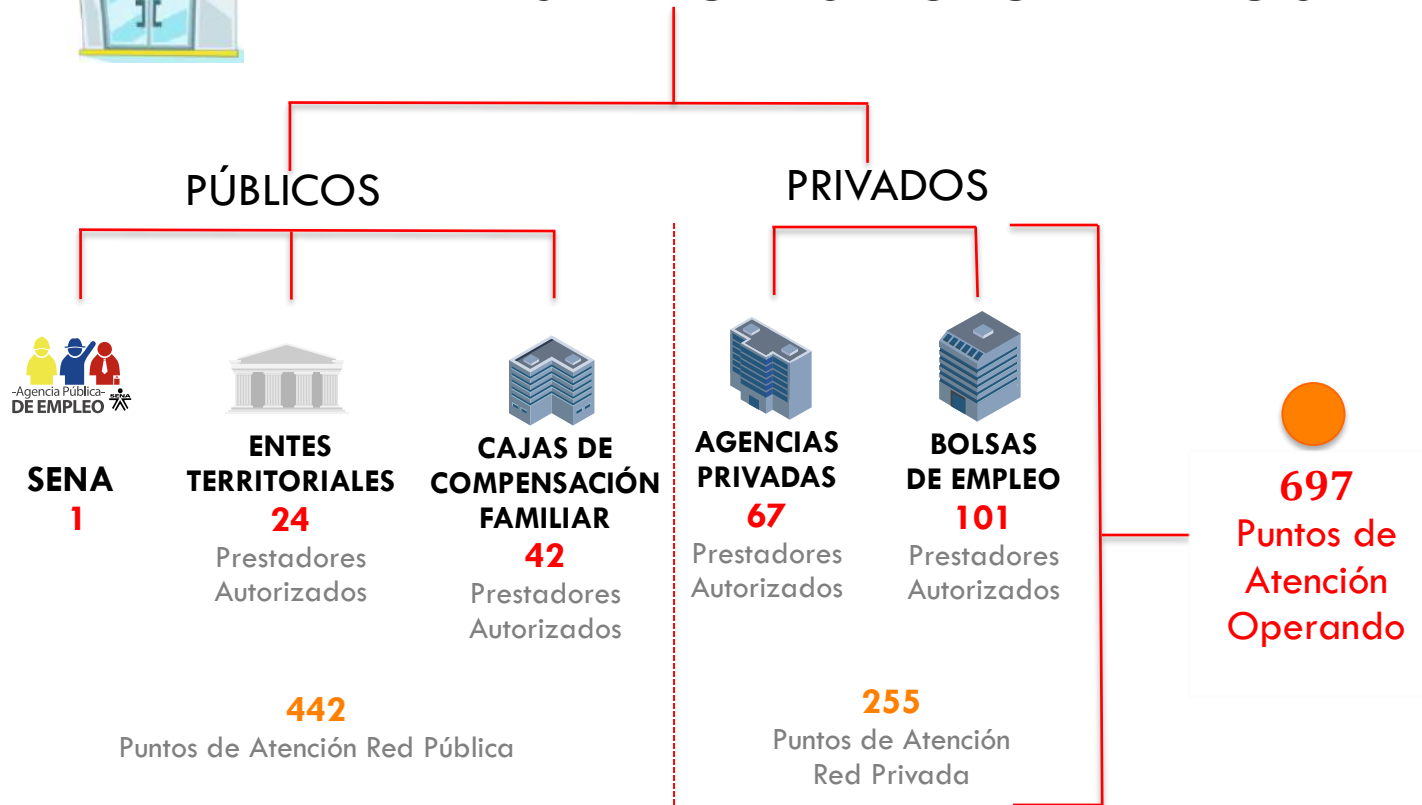 PÚBLICOS
PRIVADOS
-Agencia Pública-
DE EMPLEO
SENA
SENA
1
ENTES
TERRITORIALES
24
Prestadores
Autorizados
CAJAS DE
COMPENSACIÓN
FAMILIAR
42
Prestadores
Autorizados
442
Puntos de Atención Red Pública
AGENCIAS
PRIVADAS
67
Prestadores
Autorizados
BOLSAS
DE EMPLEO
101
Prestadores
Autorizados
255
Puntos de Atención
Red Privada
697
Puntos de
Atención
Operando